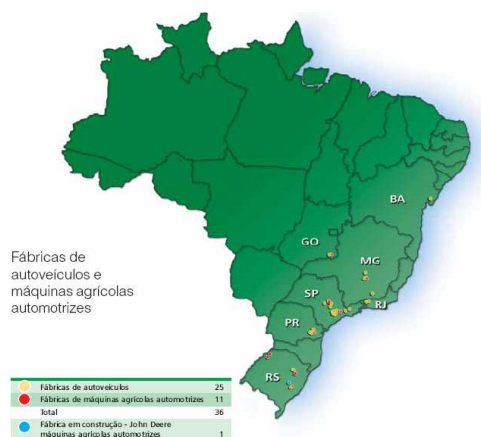 BA
GO
MG
SP
RJ
PR
RS
Fábricas de
autoveículos e
máquinas agrícolas
automotrizes
Fábricas de autoveículos 25
Fábricas de máquinas agrícolas automotrizes 11
Total 36
Fábrica em construção - John Deere
máquinas agrícolas automotrizes 1